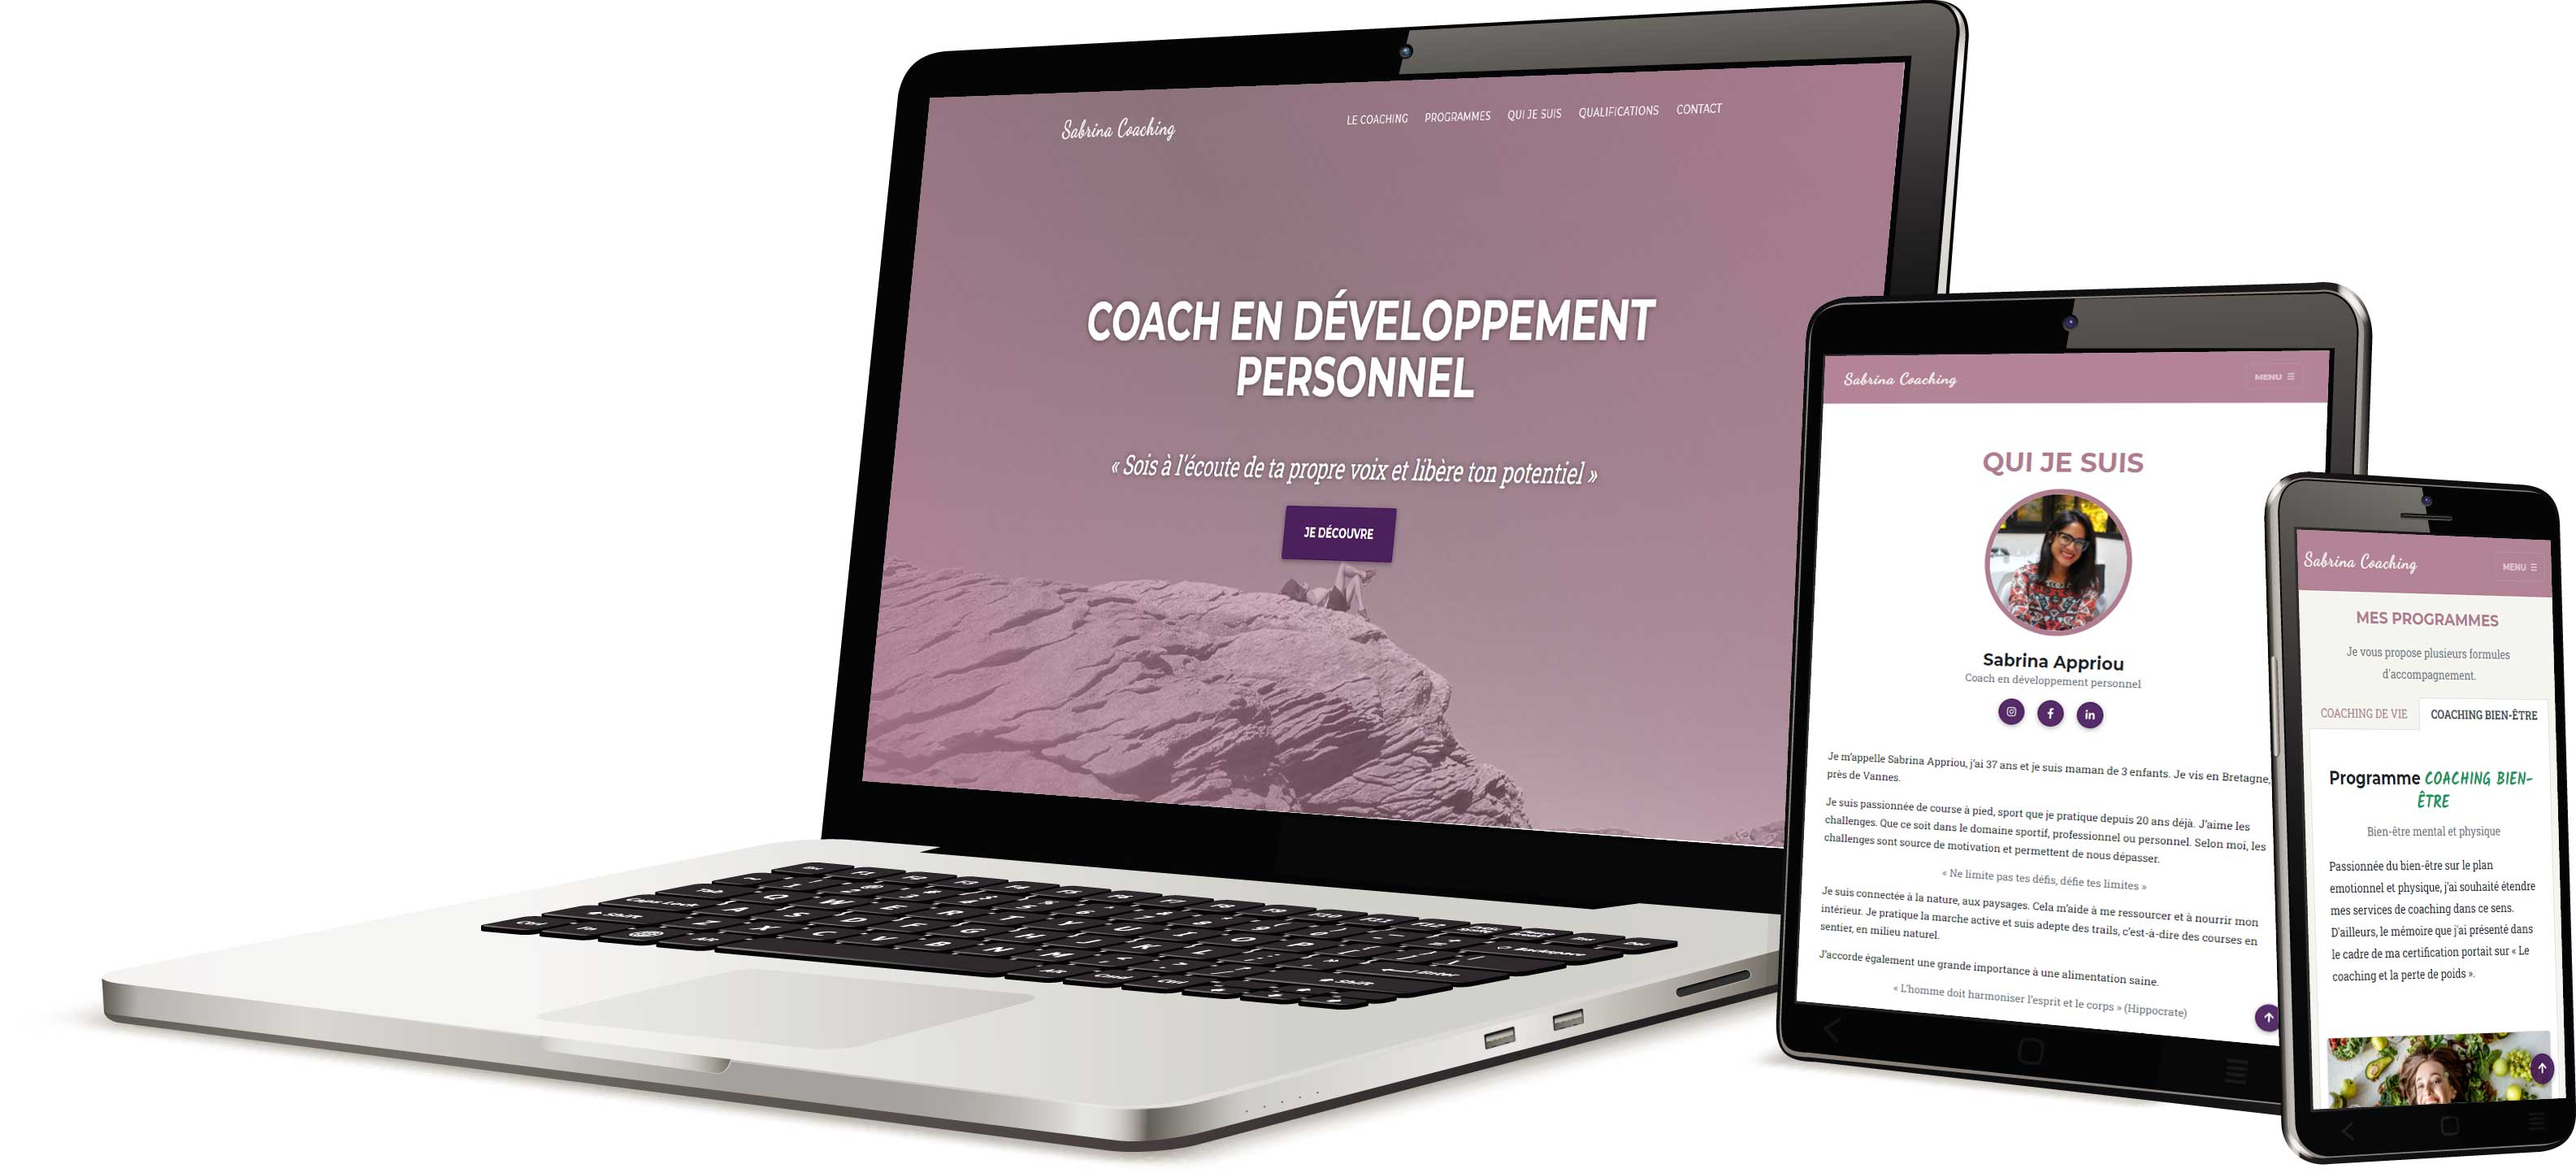 Sabrina Coaching
LE COACHING PROGRAMMES QUI JE SUIS QUALIFICATIONS CONTACT
COACH EN DÉVELOPPEMENT
PERSONNEL
« Sois à l'écoute de ta propre voix et libère ton potentiel »
JE DÉCOUVRE
Sabrina Coaching
MENU
QUI JE SUIS
Sabrina Appriou
Coach en développement personnel
Je m'appelle Sabrina Appriou, j'ai 37 ans et je suis maman de 3 enfants. Je vis en Bretagne,
près de Vannes.
Je suis passionnée de course à pied, sport que je pratique depuis 20 ans déjà. J'aime les
challenges. Que ce soit dans le domaine sportif, professionnel ou personnel. Selon moi, les
challenges sont source de motivation et permettent de nous dépasser.
« Ne limite pas tes défis, défie tes limites »
Je suis connectée à la nature, aux paysages. Cela m'aide à me ressourcer et à nourrir mon
intérieur. Je pratique la marche active et suis adepte des trails, c'est-à-dire des courses en
sentier, en milieu naturel.
J'accorde également une grande importance à une alimentation saine.
« L'homme doit harmoniser l'esprit et le corps » (Hippocrate)
Sabrina Coaching
MENU
MES PROGRAMMES
Je vous propose plusieurs formules
d'accompagnement.
COACHING DE VIE COACHING BIEN-ÊTRE
Programme COACHING BIEN-
ÊTRE
Bien-être mental et physique
Passionnée du bien-être sur le plan
emotionnel et physique, j'ai souhaité étendre
mes services de coaching dans ce sens.
D'ailleurs, le mémoire que j'ai présenté dans
le cadre de ma certification portait sur « Le
coaching et la perte de poids ».